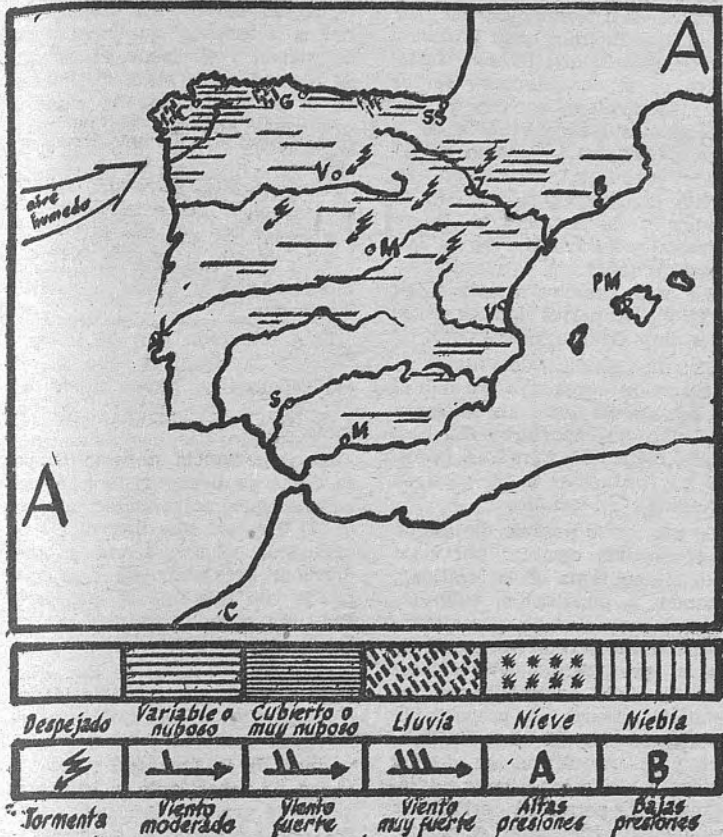 A
C
G
SS
aire
humedo
V
Z
B
M
PM
V
S
M
A
C
Despejado
Variable o nuboso
Cubierto o muy nuboso
Lluvia
Nieve
Niebla
A
B
Tormenta
Viento moderado
Viento fuerte
Viento muy fuerte
Altas presiones
Bajas presiones